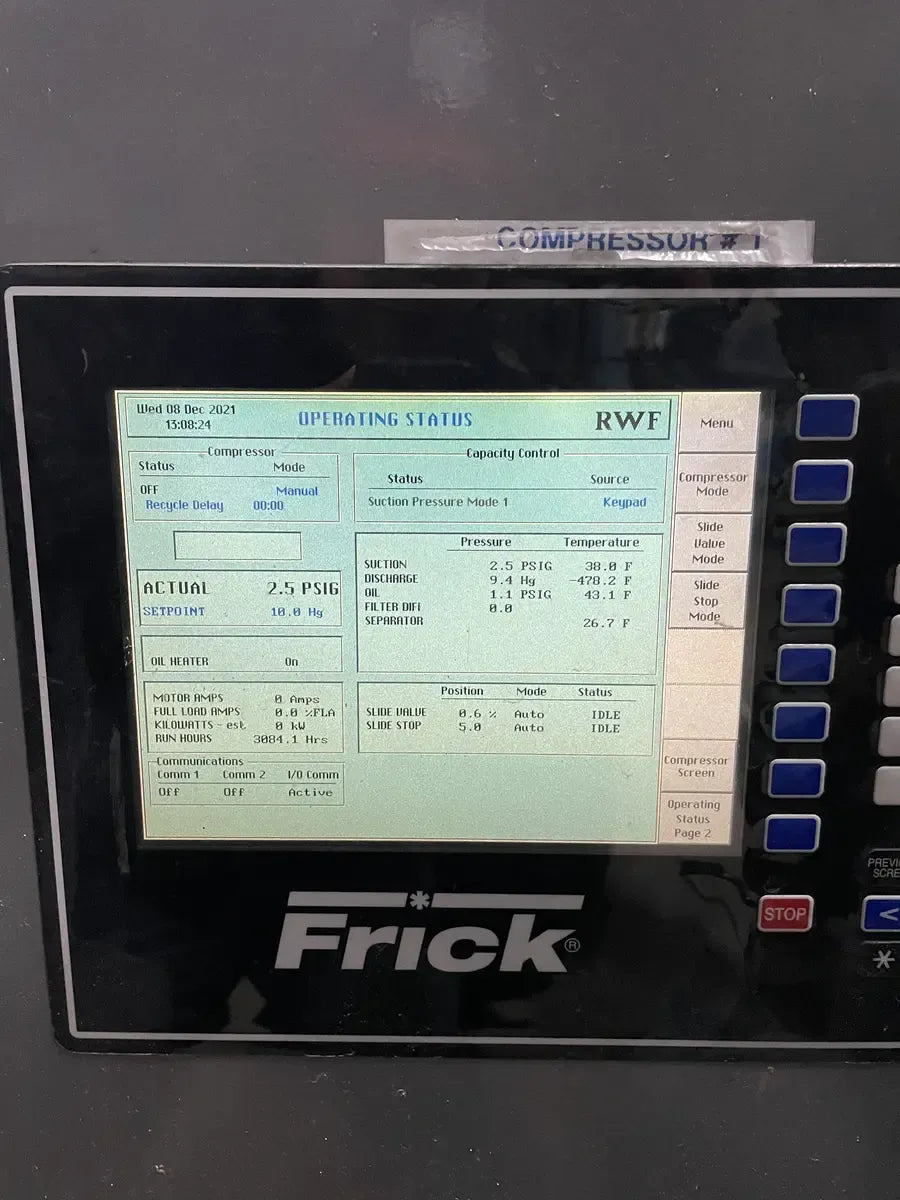 COMPRESSOR # 1
Wed 08 Dec 2021
13:08:24
OPERATING STATUS
RWF
Compressor
Status Mode
OFF Manual
Recycle Delay 00:00
Capacity Control
Status Source
Suction Pressure Mode 1 Keypad
ACTUAL 2.5 PSIG
SETPOINT 10.0 Hg
Pressure Temperature
SUCTION 2.5 PSIG 38.0 F
DISCHARGE 9.4 Hg -478.2 F
OIL 1.1 PSIG 43.1 F
FILTER DIFI 0.0
SEPARATOR 26.7 F
OIL HEATER On
MOTOR AMPS 0 Amps
FULL LOAD AMPS 0.0 %FLA
KILOWATTS - est. 0 kW
RUN HOURS 3084.1 Hrs
Position Mode Status
SLIDE VALVE 0.6 % Auto IDLE
SLIDE STOP 5.0 Auto IDLE
Communications
Comm 1 Comm 2 I/O Comm
Off Off Active
Menu
Compressor
Mode
Slide
Valve
Mode
Slide
Stop
Mode
Compressor
Screen
Operating
Status
Page 2
Frick®
STOP
<
*